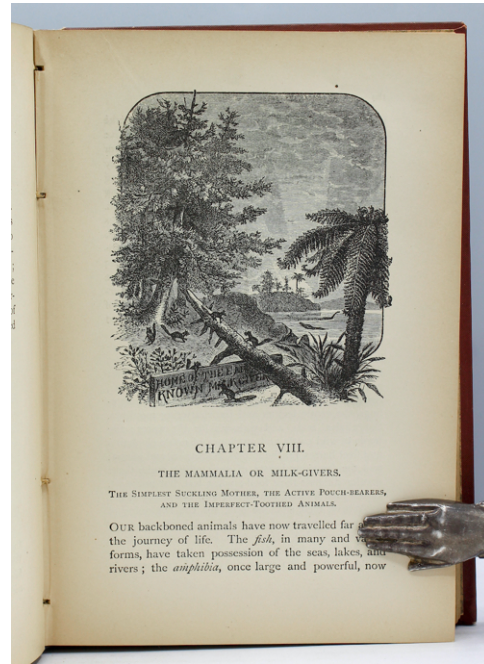 HOME OF THE
KNOWN MILK-GIVERS
CHAPTER VIII.
THE MAMMALIA OR MILK-GIVERS.
THE SIMPLEST SUCKLING MOTHER, THE ACTIVE POUCH-BEARERS,
AND THE IMPERFECT-TOOTHED ANIMALS.
OUR backboned animals have now travelled far
the journey of life. The fish, in many and
forms, have taken possession of the seas, lakes, and
rivers ; the amphibia, once large and powerful, now